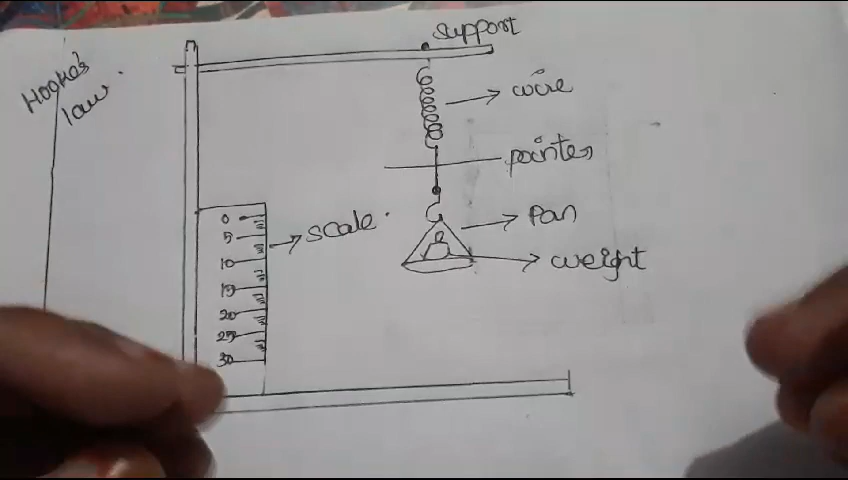 support
Hooke's
law.
wire
pointer
Pan
scale.
weight
0
5
10
15
20
25
30